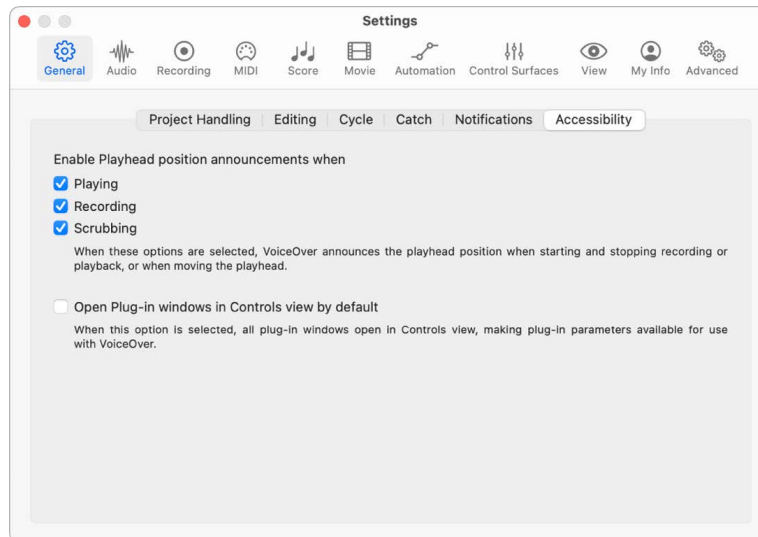 Settings
General Audio Recording MIDI Score Movie Automation Control Surfaces View My Info Advanced
Project Handling Editing Cycle Catch Notifications Accessibility
Enable Playhead position announcements when
Playing
Recording
Scrubbing
When these options are selected, VoiceOver announces the playhead position when starting and stopping recording or
playback, or when moving the playhead.
Open Plug-in windows in Controls view by default
When this option is selected, all plug-in windows open in Controls view, making plug-in parameters available for use
with VoiceOver.